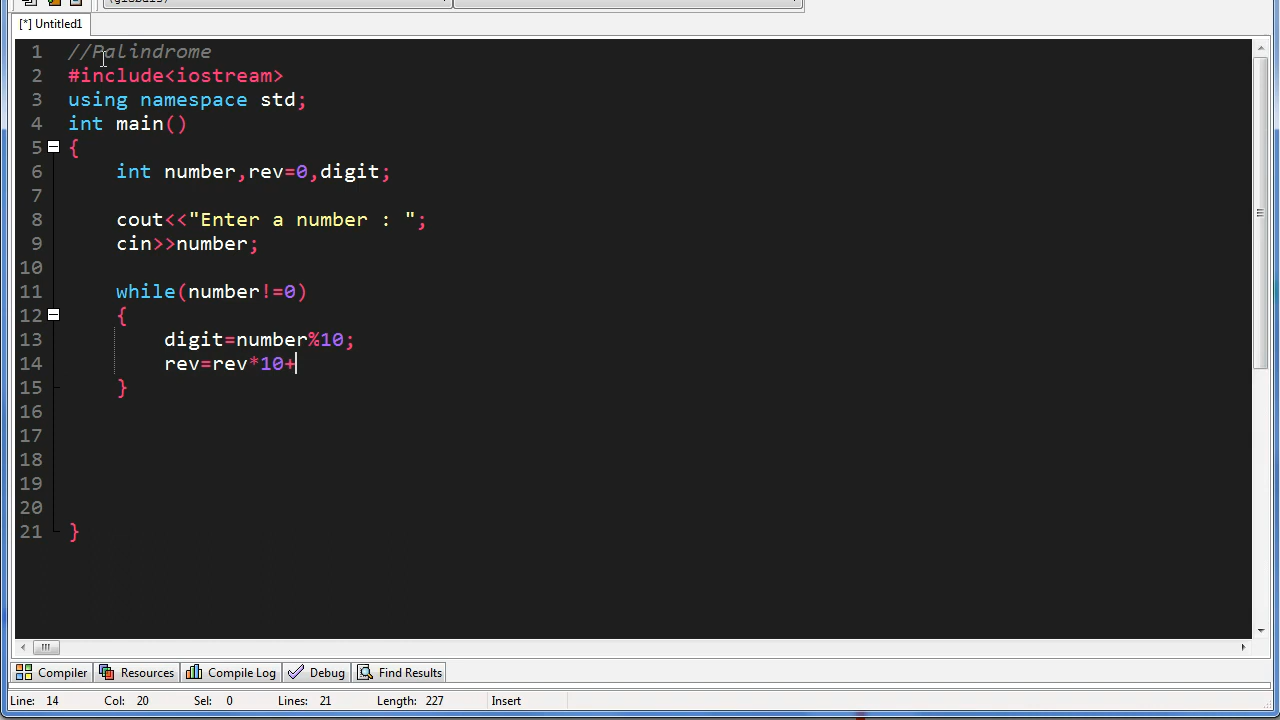 [*] Untitled1
1 //Palindrome
2 #include<iostream>
3 using namespace std;
4 int main()
5 {
6 int number,rev=0,digit;
7
8 cout<<"Enter a number : ";
9 cin>>number;
10
11 while(number!=0)
12 {
13 digit=number%10;
14 rev=rev*10+
15 }
16
17
18
19
20
21 }
Compiler Resources Compile Log Debug Find Results
Line: 14 Col: 20 Sel: 0 Lines: 21 Length: 227 Insert